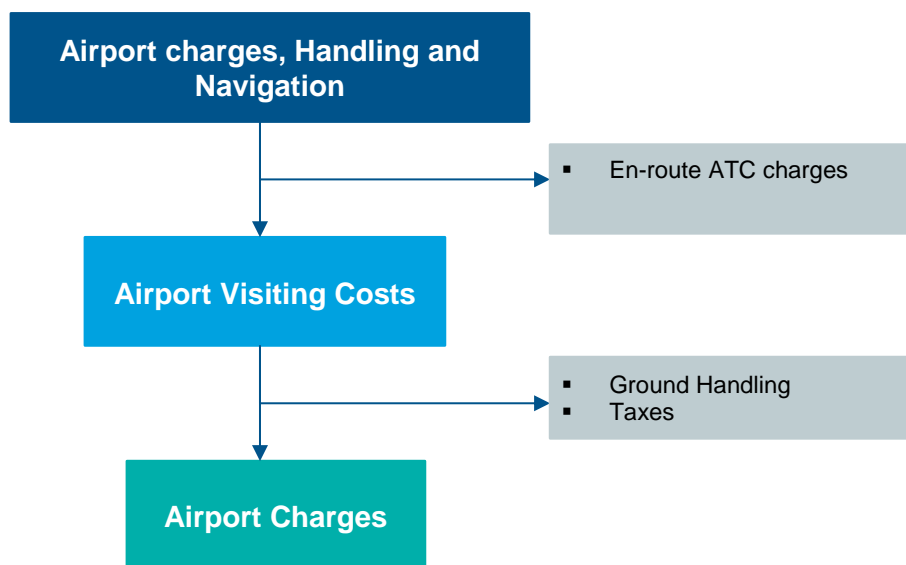 Airport charges, Handling and
Navigation
▪ En-route ATC charges
Airport Visiting Costs
▪ Ground Handling
▪ Taxes
Airport Charges